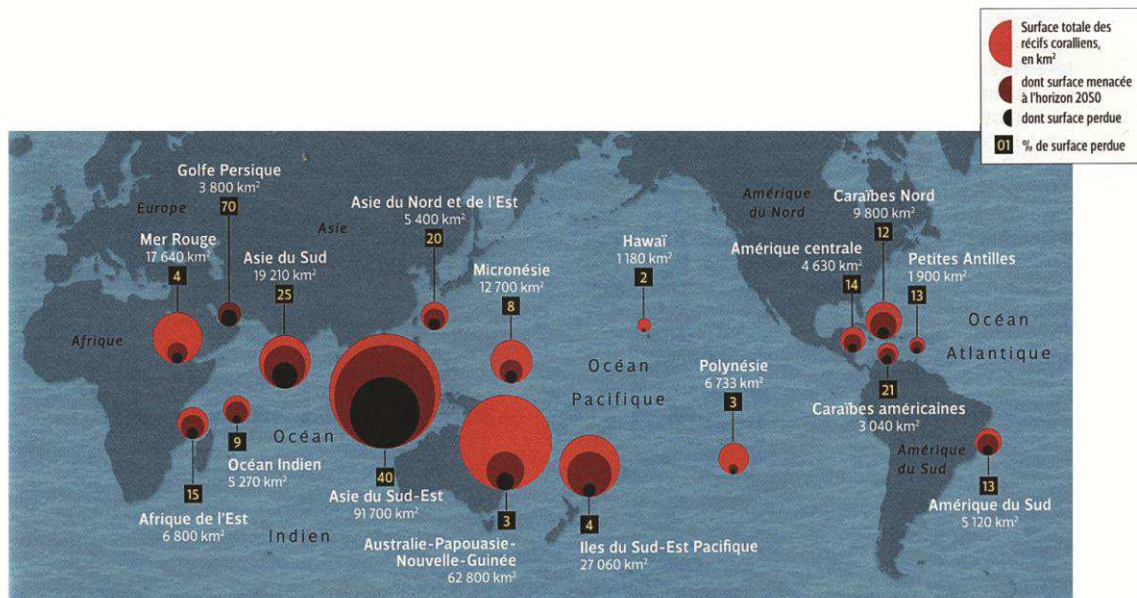 Surface totale des
récifs coralliens,
en km²
dont surface menacée
à l'horizon 2050
dont surface perdue
01 % de surface perdue
Golfe Persique
3 800 km²
70
Europe
Mer Rouge
17 640 km²
4
Asie du Sud
19 210 km²
25
Asie
Asie du Nord et de l'Est
5 400 km²
20
Micronésie
12 700 km²
8
Hawaï
1 180 km²
2
Amérique
du Nord
Caraïbes Nord
9 800 km²
12
Amérique centrale
4 630 km²
14
Petites Antilles
1 900 km²
13
Afrique
Océan
Atlantique
Océan
Pacifique
Polynésie
6 733 km²
3
21
Caraïbes américaines
3 040 km²
Amérique
du Sud
13
Amérique du Sud
5 120 km²
9
Océan Indien
5 270 km²
15
Afrique de l'Est
6 800 km²
Océan
Indien
40
Asie du Sud-Est
91 700 km²
3
Australie-Papouasie-
Nouvelle-Guinée
62 800 km²
4
Iles du Sud-Est Pacifique
27 060 km²